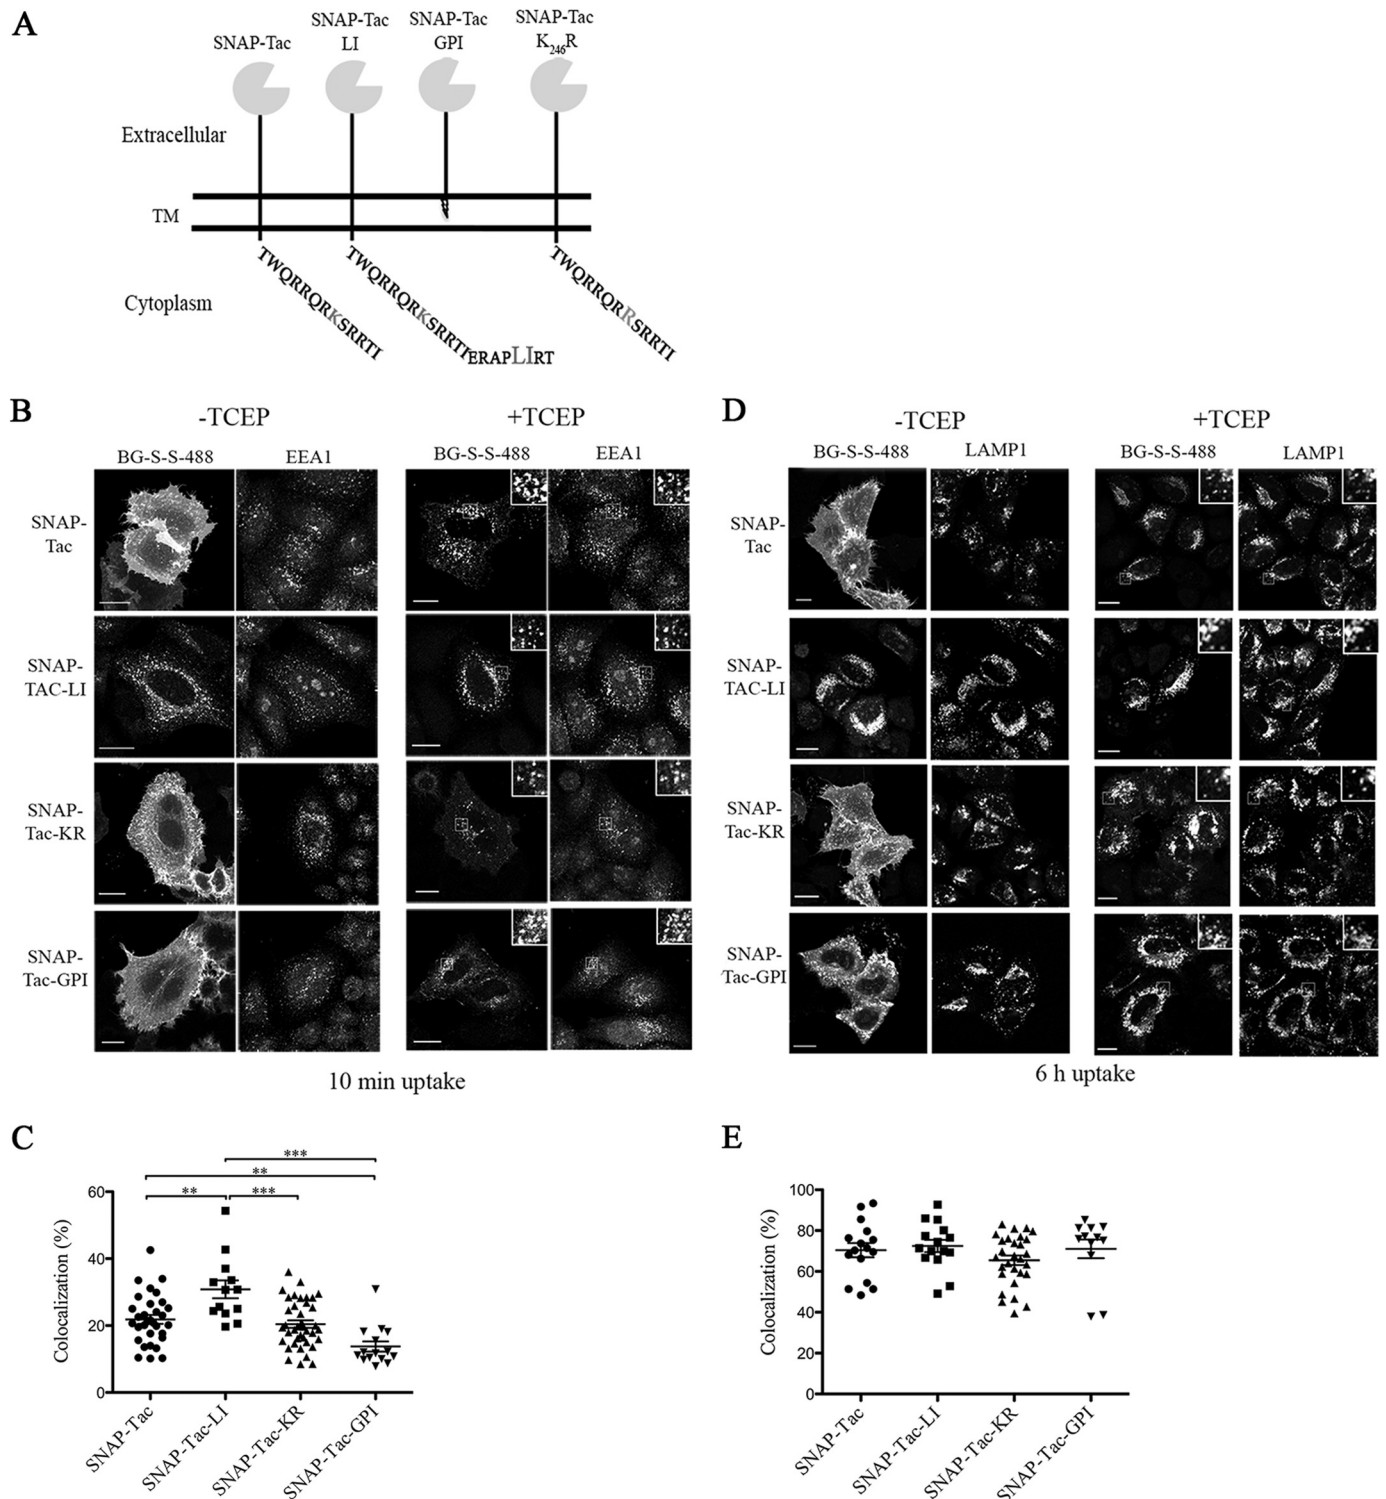 A
SNAP-Tac
SNAP-Tac
LI
SNAP-Tac
GPI
SNAP-Tac
K246R
Extracellular
TM
Cytoplasm
TWQRRQRKSRRTI
TWQRRQRKSRRTIERAPLIRT
TWQRRQRRSRRTI
B
-TCEP
+TCEP
BG-S-S-488
EEA1
BG-S-S-488
EEA1
SNAP-
Tac
SNAP-
TAC-LI
SNAP-
Tac-KR
SNAP-
Tac-GPI
10 min uptake
D
-TCEP
+TCEP
BG-S-S-488
LAMP1
BG-S-S-488
LAMP1
SNAP-
Tac
SNAP-
TAC-LI
SNAP-
Tac-KR
SNAP-
Tac-GPI
6 h uptake
C
***
**
**
***
60
40
20
0
Colocalization (%)
SNAP-Tac
SNAP-Tac-LI
SNAP-Tac-KR
SNAP-Tac-GPI
E
100
80
60
40
20
0
Colocalization (%)
SNAP-Tac
SNAP-Tac-LI
SNAP-Tac-KR
SNAP-Tac-GPI